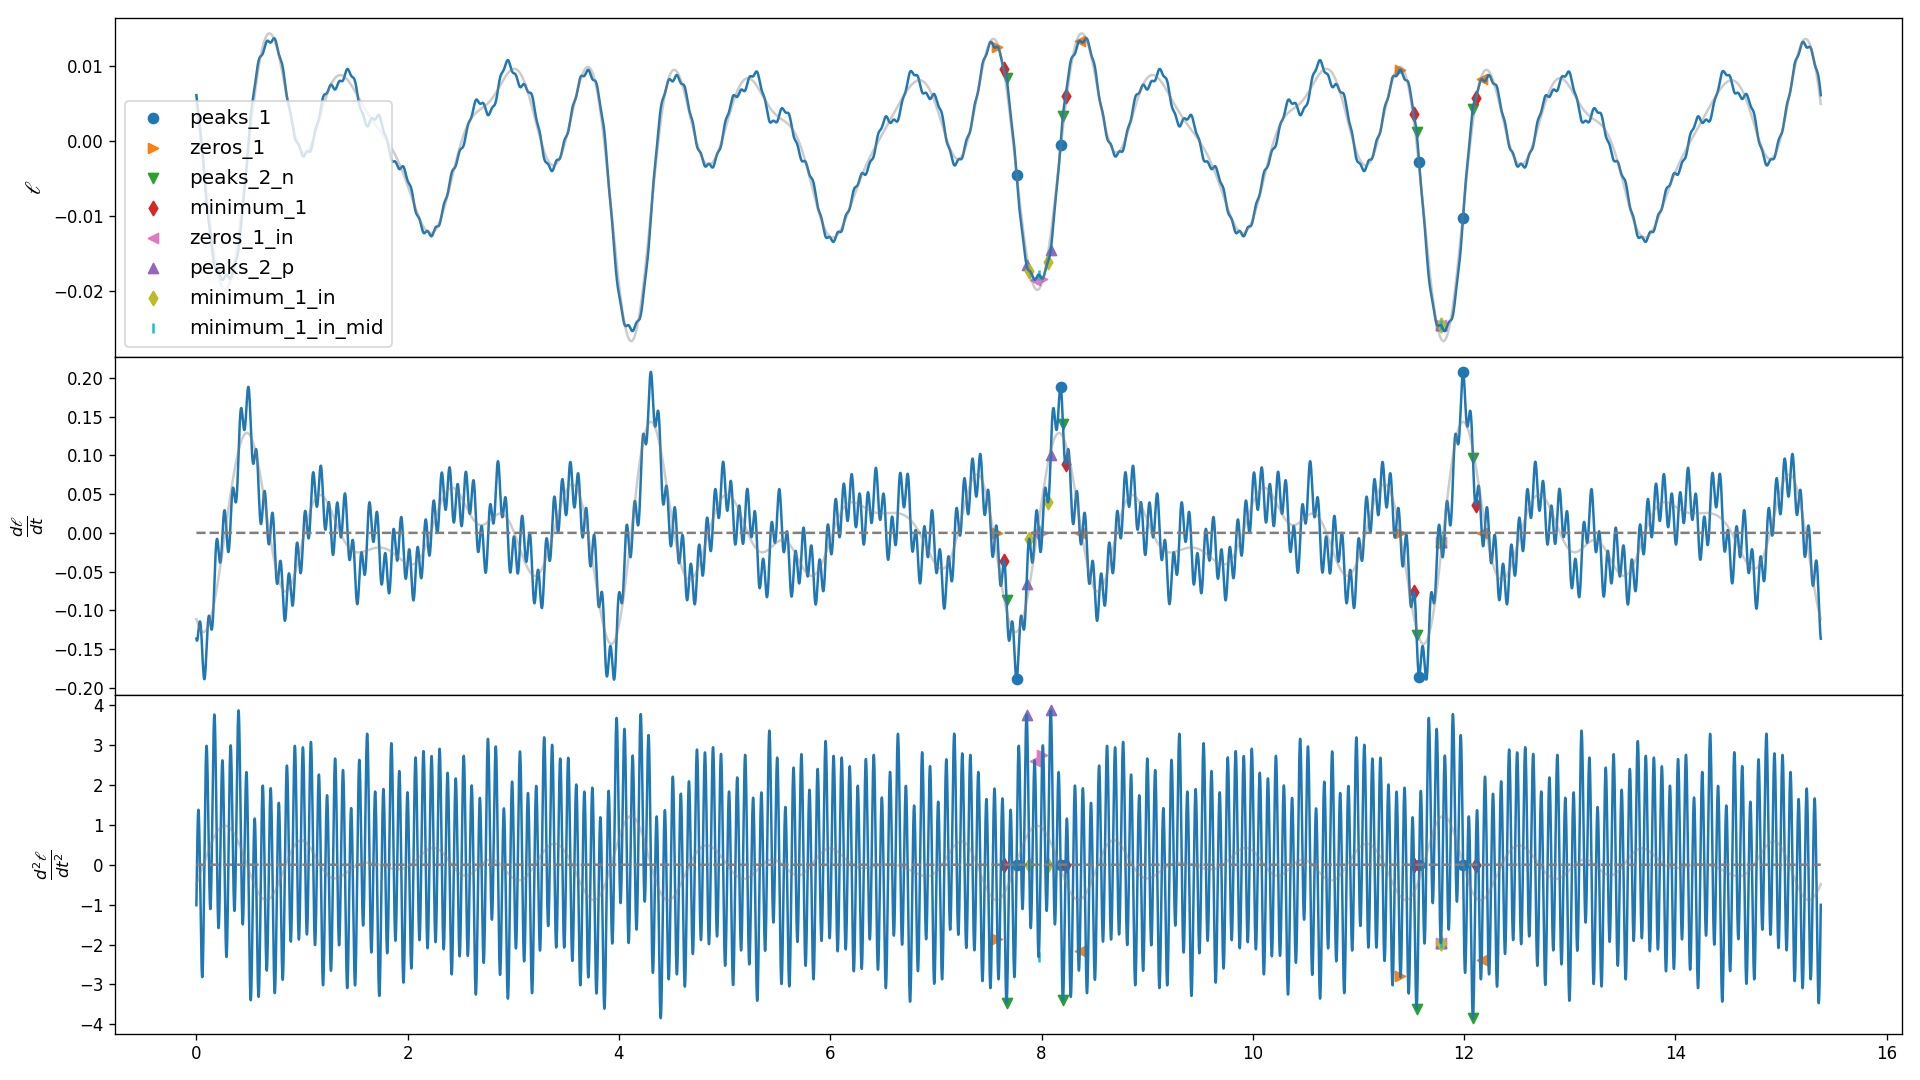 0.01
0.00
−0.01
−0.02
ℓ
peaks_1
zeros_1
peaks_2_n
minimum_1
zeros_1_in
peaks_2_p
minimum_1_in
minimum_1_in_mid
0.20
0.15
0.10
0.05
0.00
−0.05
−0.10
−0.15
−0.20
dℓ
dt
4
3
2
1
0
−1
−2
−3
−4
d²ℓ
dt²
0 2 4 6 8 10 12 14 16